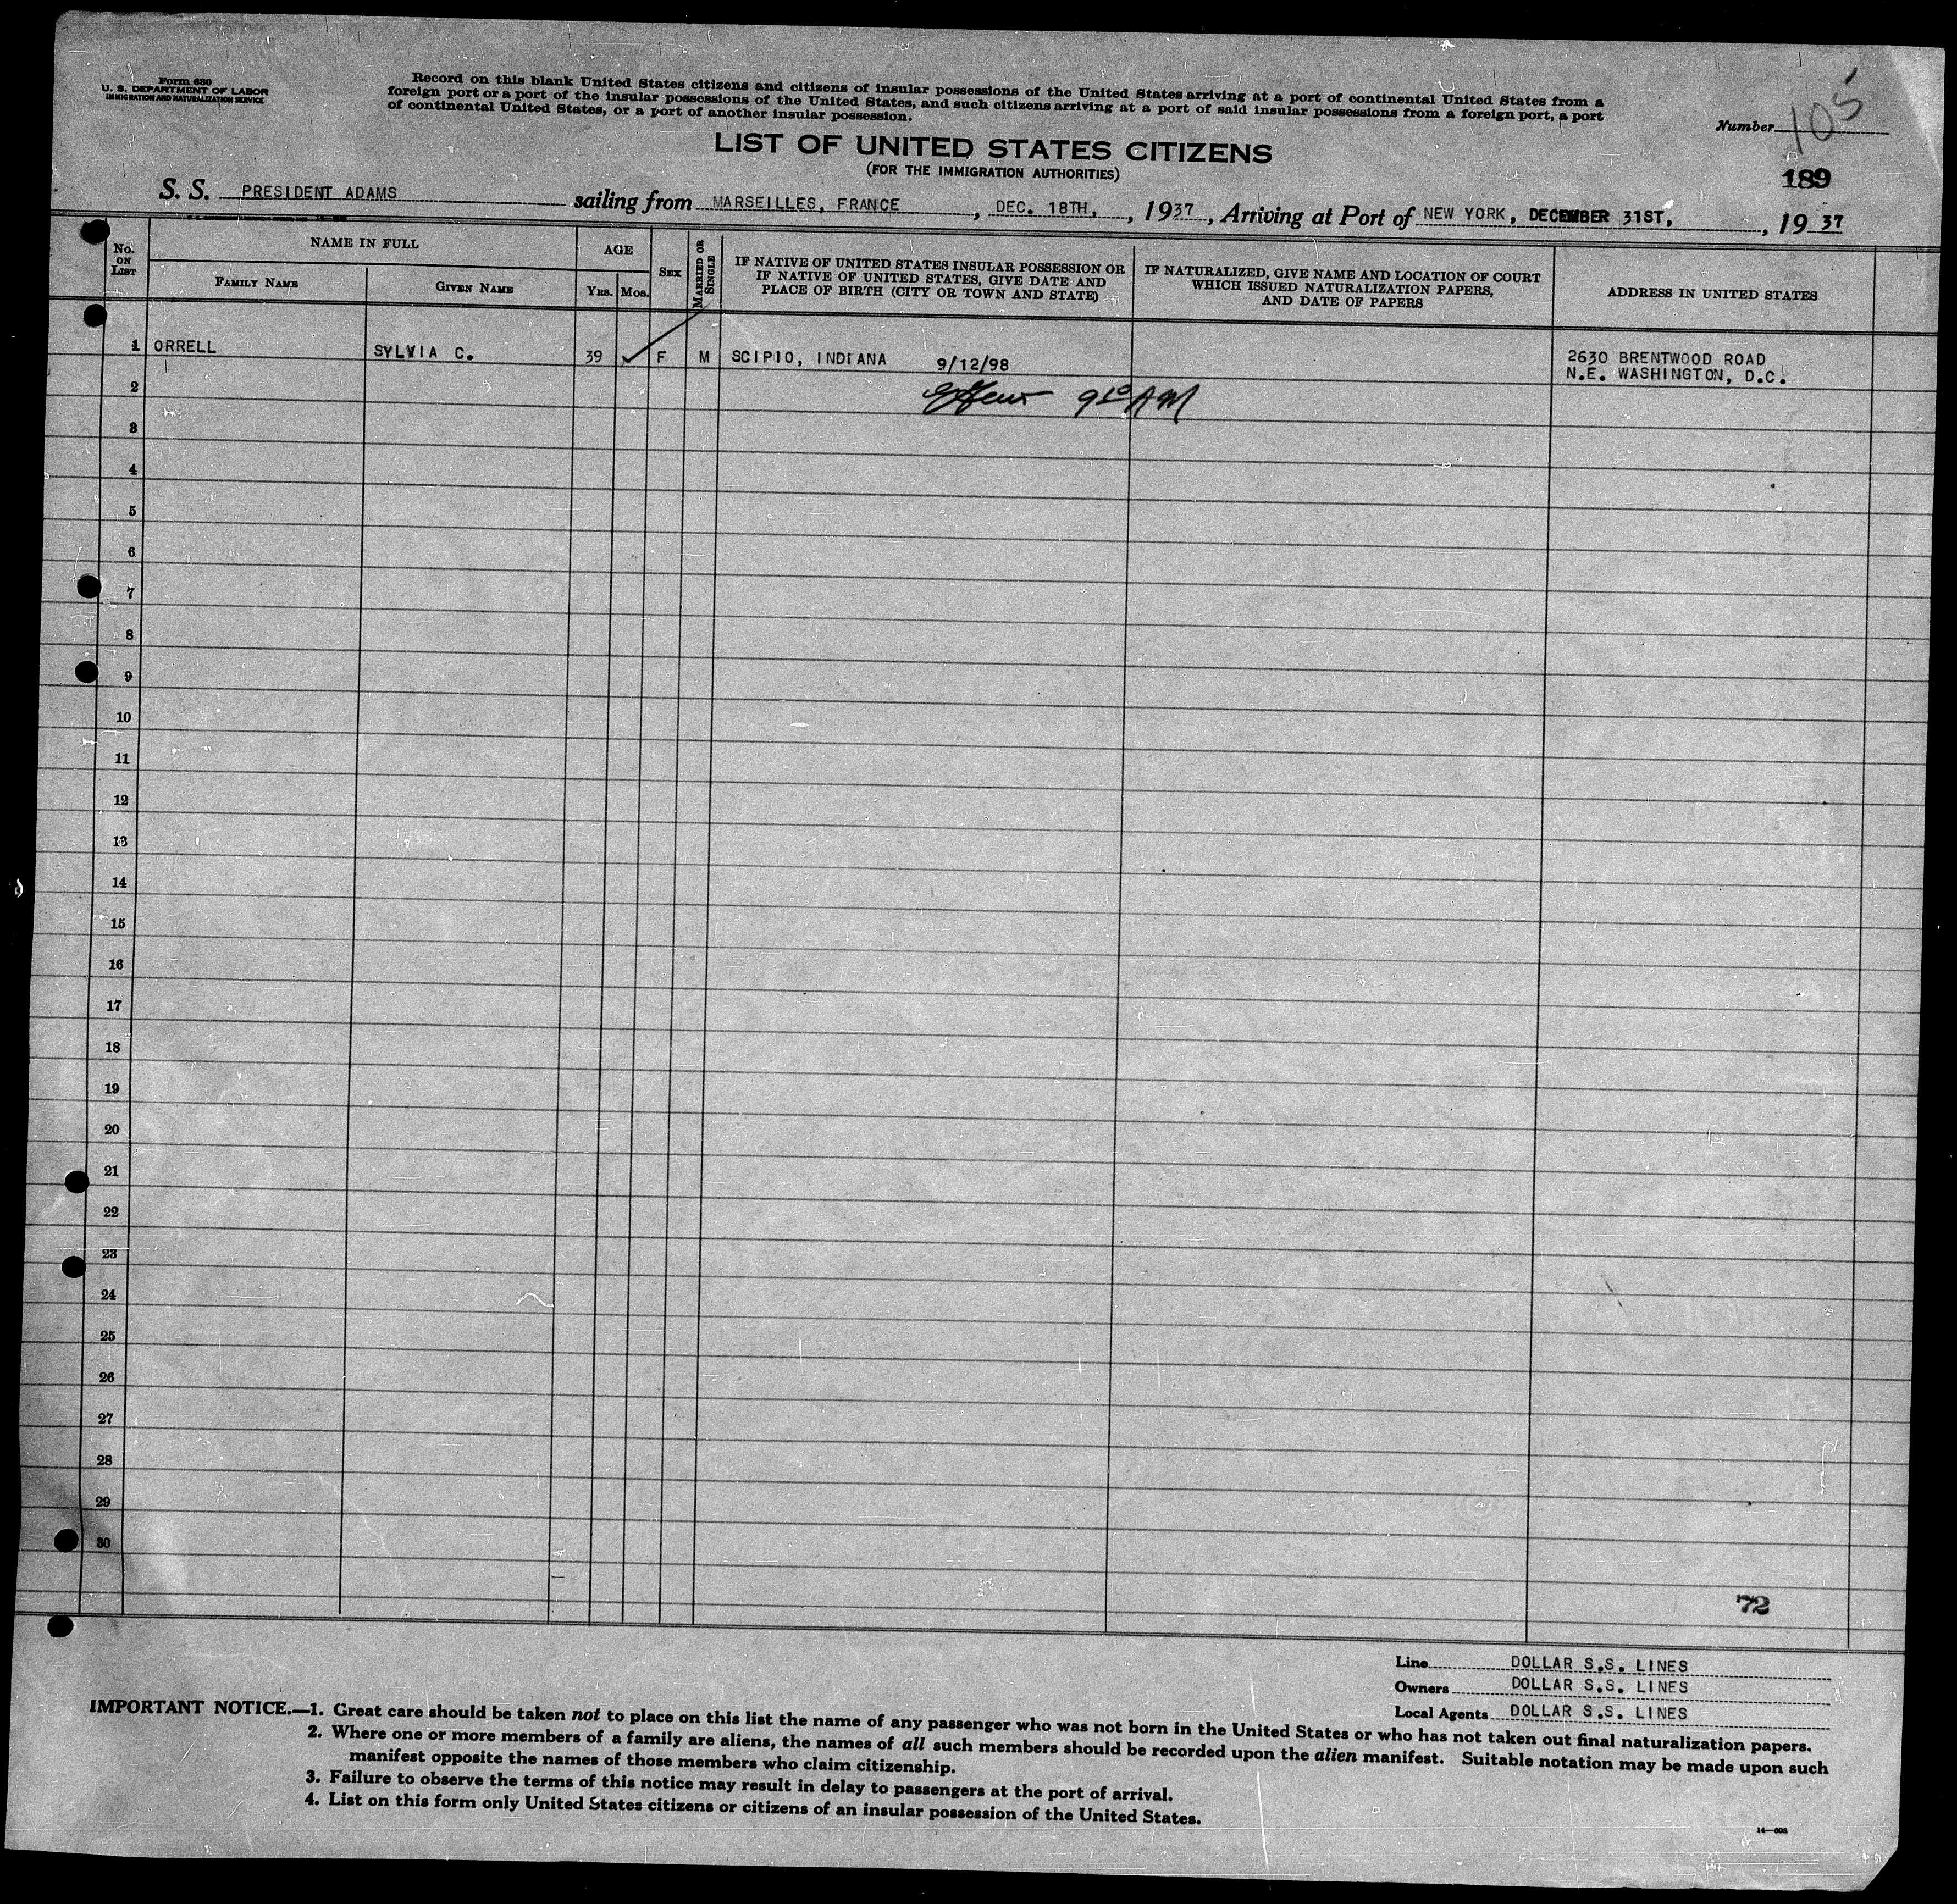 Form 630
U. S. DEPARTMENT OF LABOR
IMMIGRATION AND NATURALIZATION SERVICE
Record on this blank United States citizens and citizens of insular possessions of the United States arriving at a port of continental United States from a
foreign port or a port of the insular possessions of the United States, and such citizens arriving at a port of said insular possessions from a foreign port, a port
of continental United States, or a port of another insular possession.
Number 105
LIST OF UNITED STATES CITIZENS
(FOR THE IMMIGRATION AUTHORITIES)
189
S. S. PRESIDENT ADAMS sailing from MARSEILLES, FRANCE, DEC. 18TH, , 1937, Arriving at Port of NEW YORK, DECEMBER 31ST, , 19 37
No. ON LIST
NAME IN FULL
FAMILY NAME
GIVEN NAME
AGE
YRS.
MOS.
SEX
MARRIED OR SINGLE
IF NATIVE OF UNITED STATES INSULAR POSSESSION OR
IF NATIVE OF UNITED STATES, GIVE DATE AND
PLACE OF BIRTH (CITY OR TOWN AND STATE)
IF NATURALIZED, GIVE NAME AND LOCATION OF COURT
WHICH ISSUED NATURALIZATION PAPERS,
AND DATE OF PAPERS
ADDRESS IN UNITED STATES
1 ORRELL SYLVIA C. 39 F M SCIPIO, INDIANA 9/12/98 2630 BRENTWOOD ROAD
N.E. WASHINGTON, D.C.
2 9 10 AM
3
4
5
6
7
8
9
10
11
12
13
14
15
16
17
18
19
20
21
22
23
24
25
26
27
28
29
30
72
Line DOLLAR S.S. LINES
Owners DOLLAR S.S. LINES
Local Agents DOLLAR S.S. LINES
IMPORTANT NOTICE.—1. Great care should be taken not to place on this list the name of any passenger who was not born in the United States or who has not taken out final naturalization papers.
2. Where one or more members of a family are aliens, the names of all such members should be recorded upon the alien manifest. Suitable notation may be made upon such
manifest opposite the names of those members who claim citizenship.
3. Failure to observe the terms of this notice may result in delay to passengers at the port of arrival.
4. List on this form only United States citizens or citizens of an insular possession of the United States.
14—608